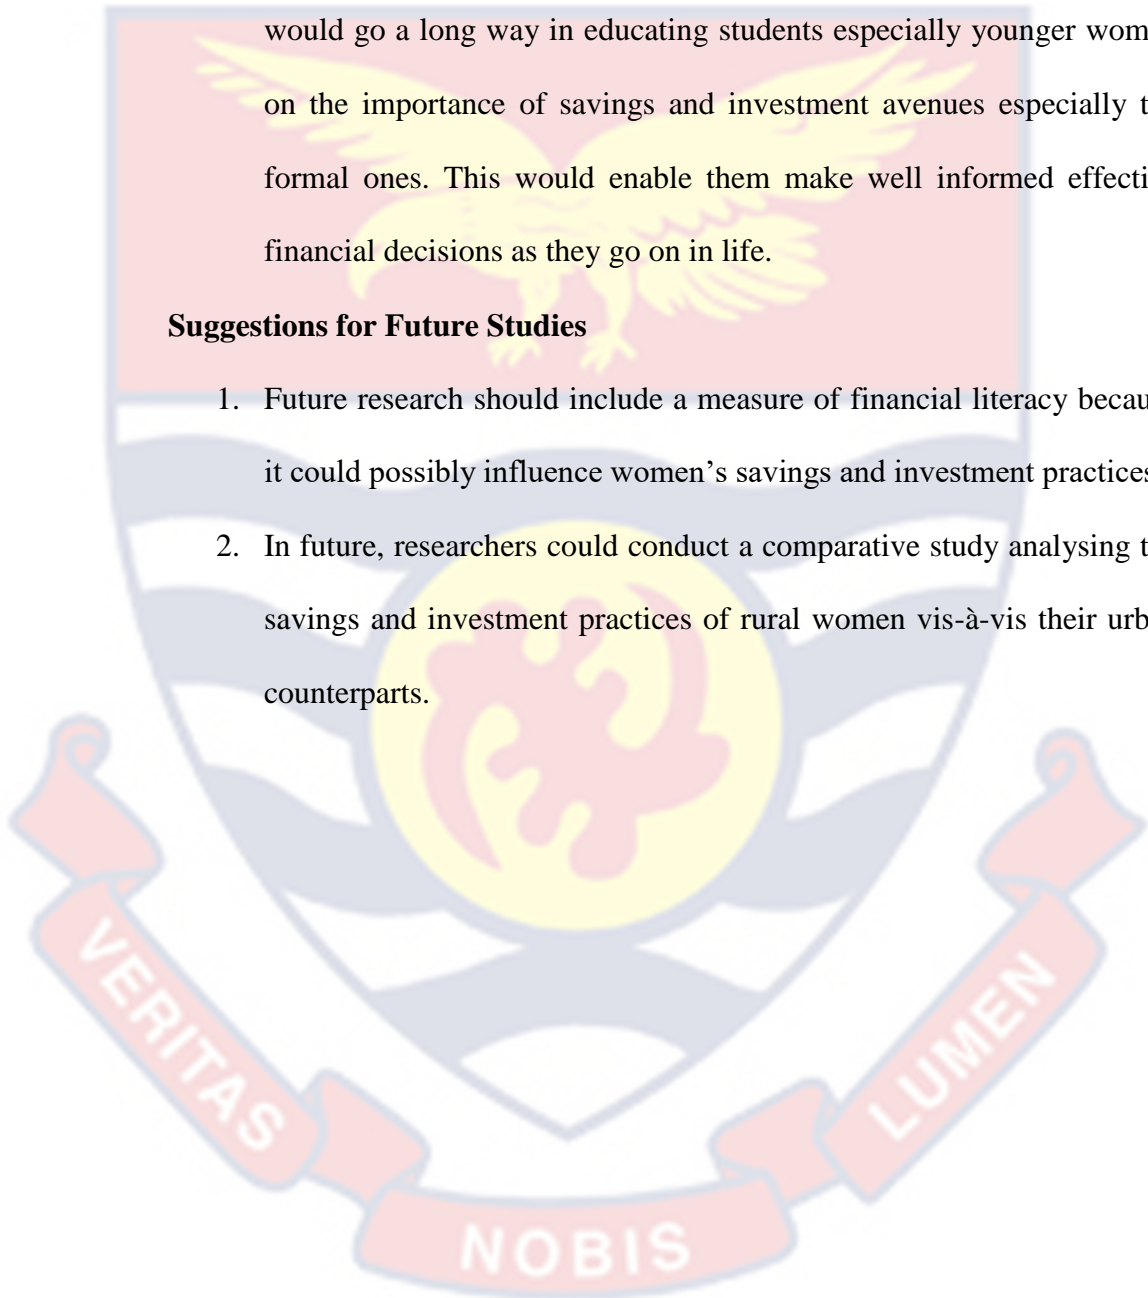 would go a long way in educating students especially younger wom
on the importance of savings and investment avenues especially t
formal ones. This would enable them make well informed effecti
financial decisions as they go on in life.
Suggestions for Future Studies
1. Future research should include a measure of financial literacy becau
it could possibly influence women’s savings and investment practices
2. In future, researchers could conduct a comparative study analysing t
savings and investment practices of rural women vis-à-vis their urb
counterparts.
VERITAS
NOBIS
LUMEN